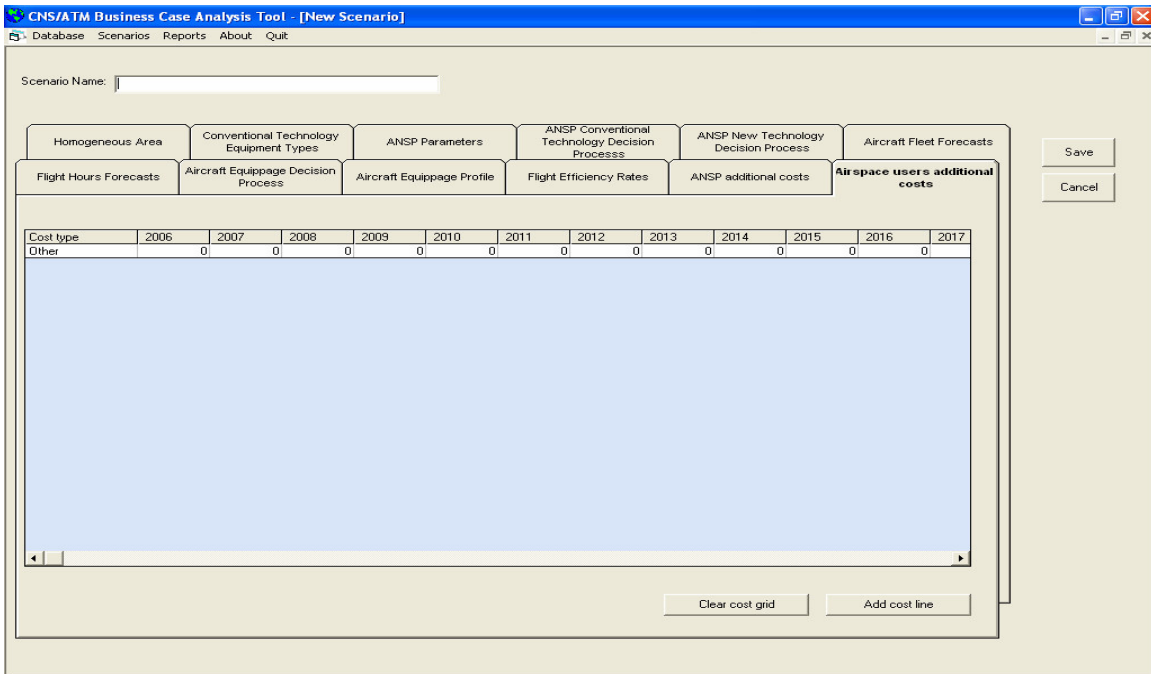 CNS/ATM Business Case Analysis Tool - [New Scenario]
Database Scenarios Reports About Quit
Scenario Name:
Homogeneous Area
Conventional Technology
Equipment Types
ANSP Parameters
ANSP Conventional
Technology Decision
Processs
ANSP New Technology
Decision Process
Aircraft Fleet Forecasts
Flight Hours Forecasts
Aircraft Equippage Decision
Process
Aircraft Equippage Profile
Flight Efficiency Rates
ANSP additional costs
Airspace users additional
costs
Save
Cancel
Cost type 2006 2007 2008 2009 2010 2011 2012 2013 2014 2015 2016 2017
Other 0 0 0 0 0 0 0 0 0 0 0
Clear cost grid
Add cost line